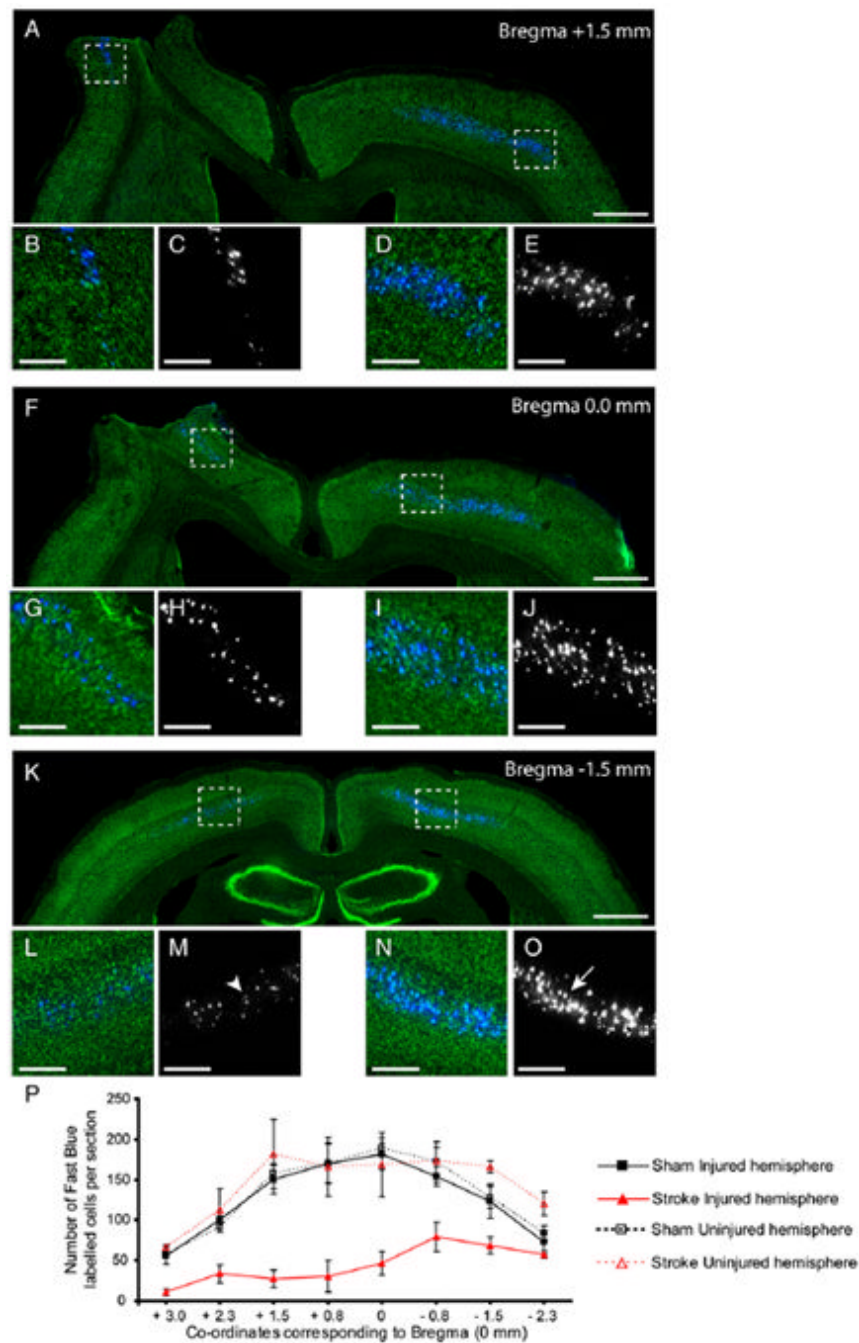 A
Bregma +1.5 mm
B
C
D
E
F
Bregma 0.0 mm
G
H
I
J
K
Bregma -1.5 mm
L
M
N
O
P
Number of Fast Blue
labelled cells per section
250
200
150
100
50
0
+ 3.0 + 2.3 + 1.5 + 0.8 0 - 0.8 - 1.5 - 2.3
Co-ordinates corresponding to Bregma (0 mm)
Sham Injured hemisphere
Stroke Injured hemisphere
Sham Uninjured hemisphere
Stroke Uninjured hemisphere